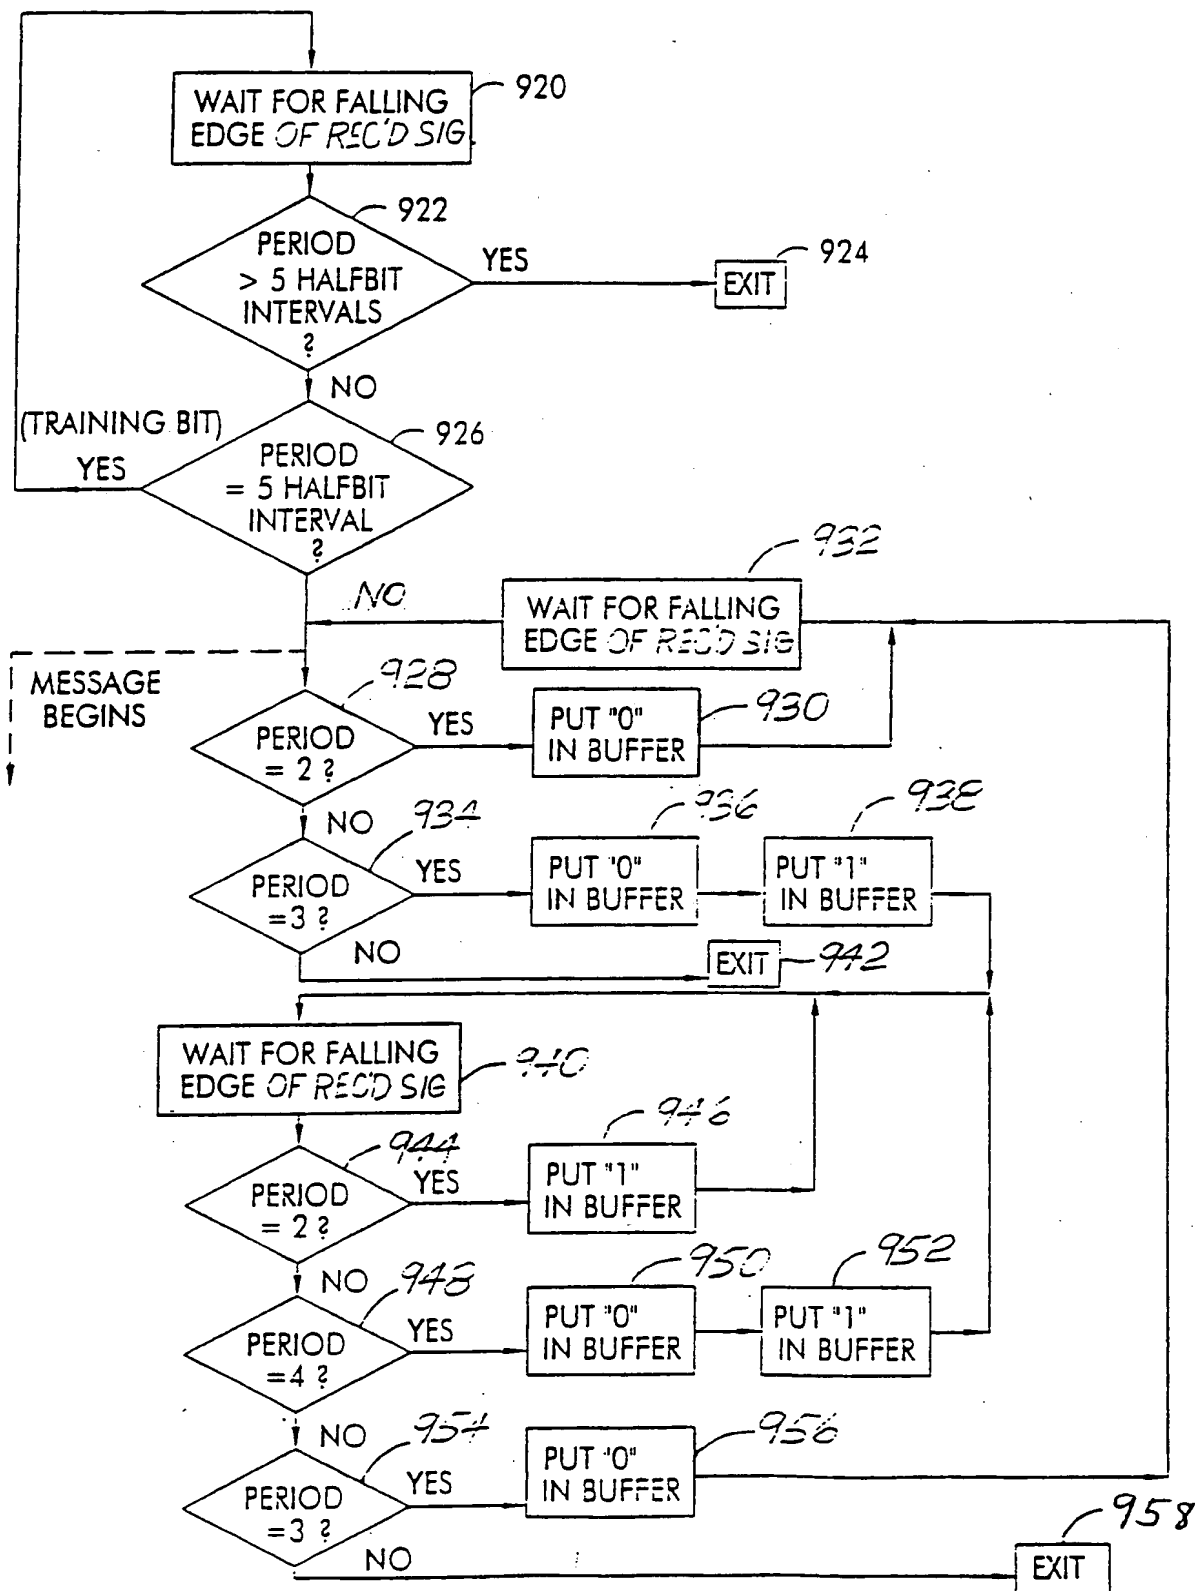 WAIT FOR FALLING
EDGE OF REC'D SIG.
920
922
PERIOD
> 5 HALFBIT
INTERVALS
?
YES
EXIT
924
NO
(TRAINING BIT)
YES
926
PERIOD
= 5 HALFBIT
INTERVAL
?
NO
932
WAIT FOR FALLING
EDGE OF REC'D SIG
MESSAGE
BEGINS
928
PERIOD
= 2 ?
YES
PUT "0"
IN BUFFER
930
NO
934
PERIOD
=3 ?
YES
936
PUT "0"
IN BUFFER
938
PUT "1"
IN BUFFER
NO
EXIT
942
WAIT FOR FALLING
EDGE OF REC'D SIG
940
944
PERIOD
= 2 ?
YES
946
PUT "1"
IN BUFFER
NO
948
PERIOD
=4 ?
YES
950
PUT "0"
IN BUFFER
952
PUT "1"
IN BUFFER
NO
954
PERIOD
=3 ?
YES
PUT "0"
IN BUFFER
956
NO
958
EXIT